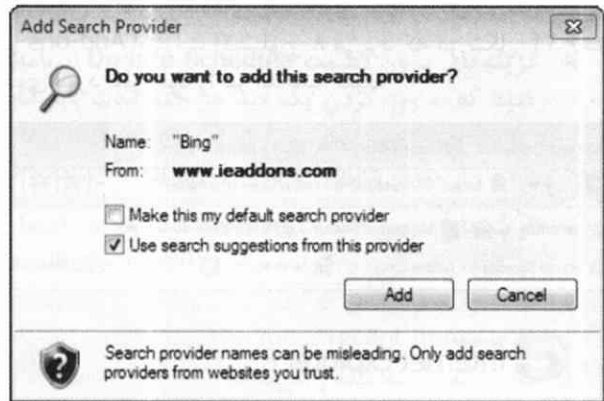 Add Search Provider
Do you want to add this search provider?
Name: "Bing"
From: www.ieaddons.com
Make this my default search provider
Use search suggestions from this provider
Add Cancel
Search provider names can be misleading. Only add search
providers from websites you trust.